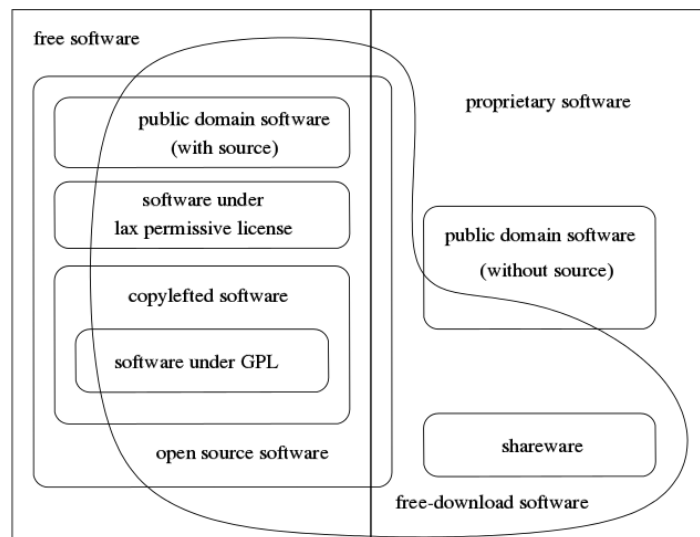 free software
public domain software
(with source)
software under
lax permissive license
copylefted software
software under GPL
open source software
proprietary software
public domain software
(without source)
shareware
free-download software